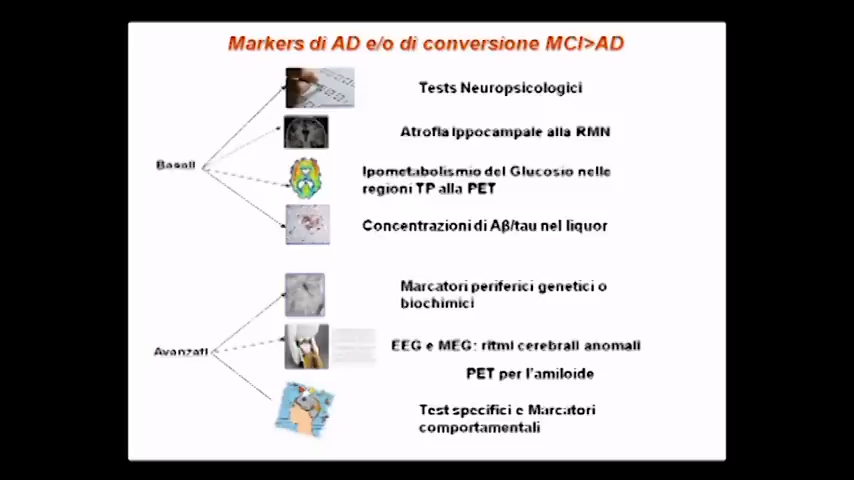 Markers di AD e/o di conversione MCI>AD
Tests Neuropsicologici
Atrofia Ippocampale alla RMN
Basali
Ipometabolismio del Glucosio nelle
regioni TP alla PET
Concentrazioni di Aβ/tau nel liquor
Marcatori periferici genetici o
biochimici
EEG e MEG: ritmi cerebrali anomali
Avanzati
PET per l'amiloide
Test specifici e Marcatori
comportamentali